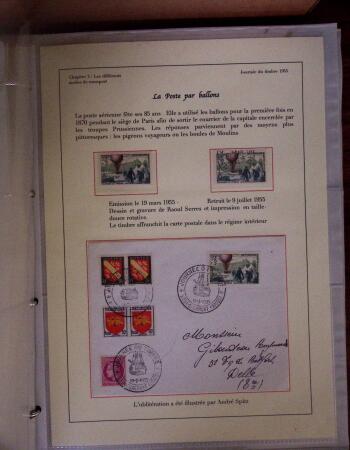 Chapitre 3 : Les différents
modes de transport
Journée du timbre 1955
La Poste par ballons
La poste aérienne fête ses 85 ans Elle a utilisé les ballons pour la première fois en
1870 pendant le siège de Paris afin de sortir le courrier de la capitale encerclée par
les troupes Prussiennes. Les réponses parviennent par des moyens plus
pittoresques : les pigeons voyageurs ou les boules de Moulins
Emission le 19 mars 1955 - Retrait le 9 juillet 1955
Dessin et gravure de Raoul Serres et impression en taille-
douce rotative.
Le timbre affranchit la carte postale dans le régime intérieur
Monsieur
Delle
L'oblitération a été illustrée par André Spitz